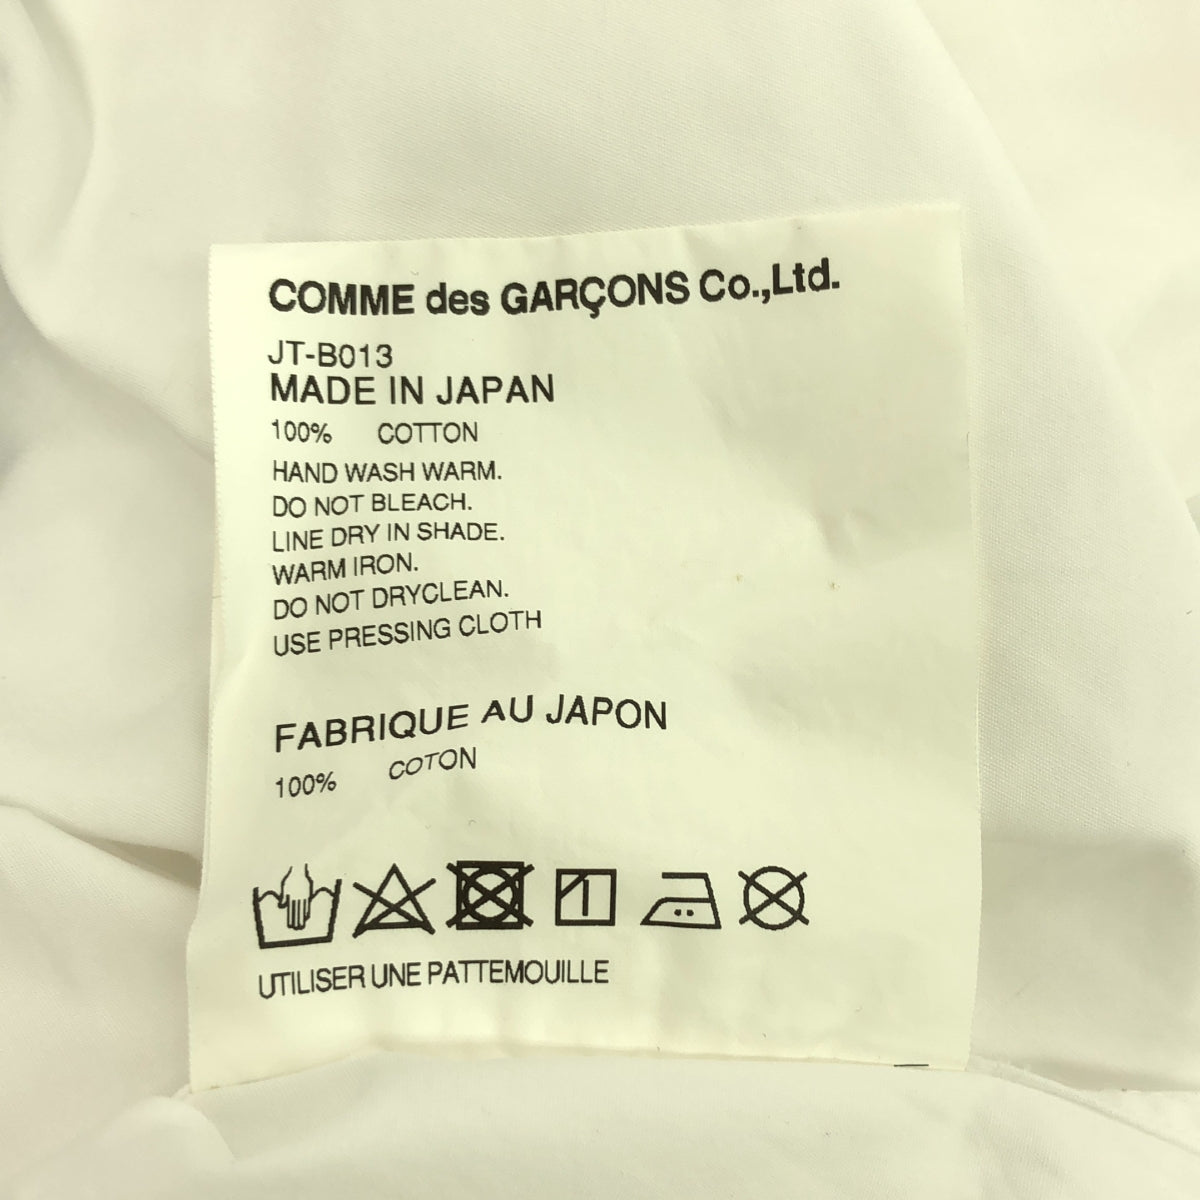 COMME des GARÇONS Co.,Ltd.
JT-B013
MADE IN JAPAN
100% COTTON
HAND WASH WARM.
DO NOT BLEACH.
LINE DRY IN SHADE.
WARM IRON.
DO NOT DRYCLEAN.
USE PRESSING CLOTH
FABRIQUE AU JAPON
100% COTON
UTILISER UNE PATTEMOUILLE